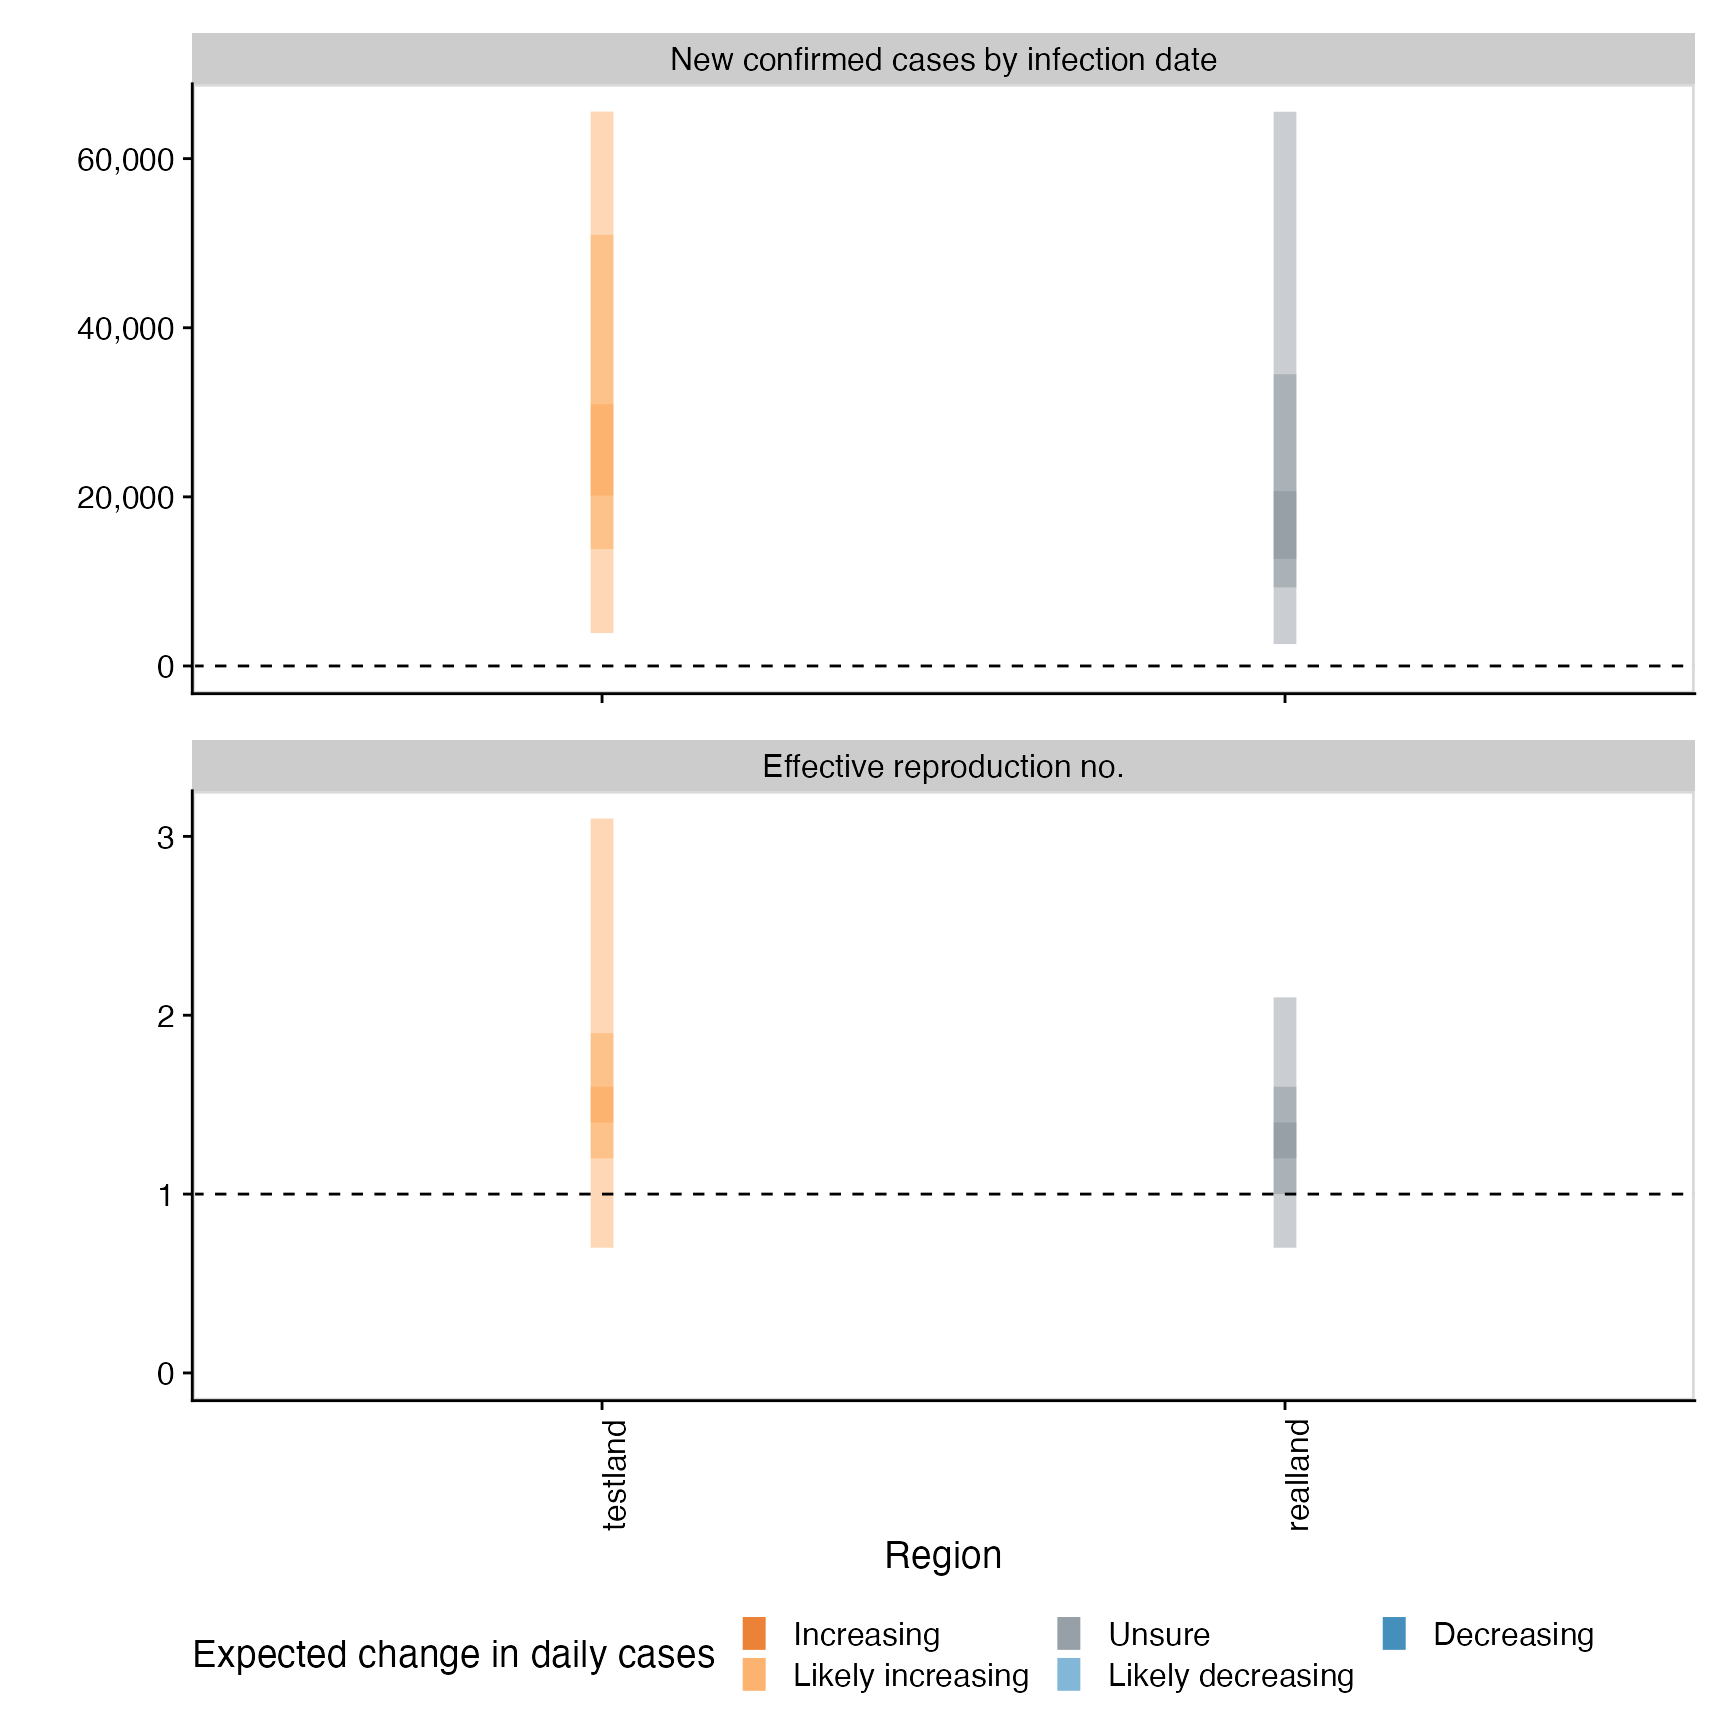 New confirmed cases by infection date
60,000
40,000
20,000
0
Effective reproduction no.
3
2
1
0
testland
realland
Region
Expected change in daily cases
Increasing
Unsure
Decreasing
Likely increasing
Likely decreasing